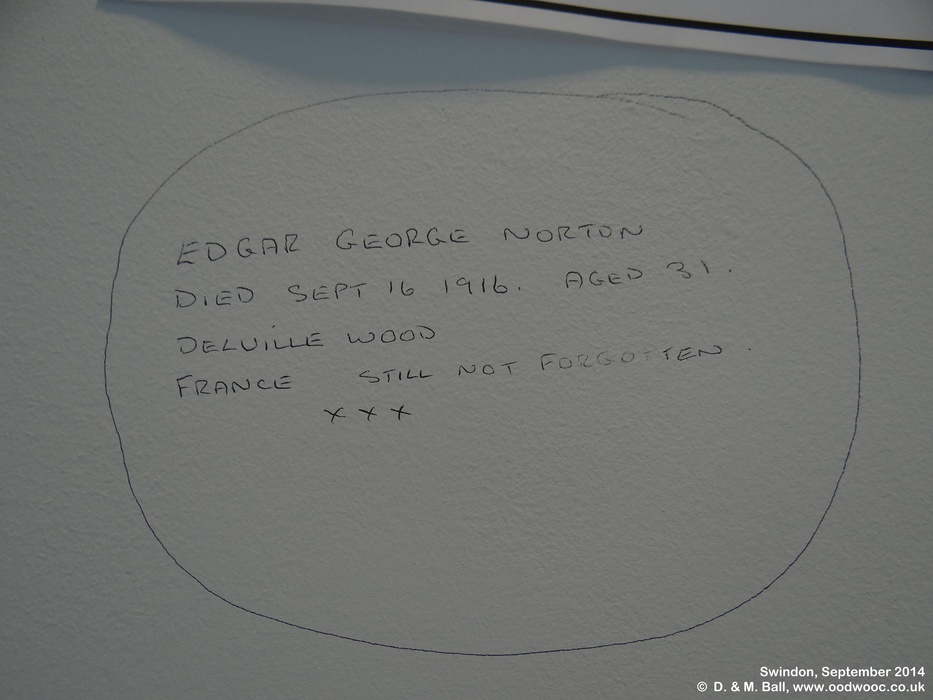 EDGAR GEORGE NORTON
DIED SEPT 16 1916. AGED 31.
DELVILLE WOOD
FRANCE STILL NOT FORGOTTEN.
x x x
Swindon, September 2014
© D. & M. Ball, www.oodwooc.co.uk